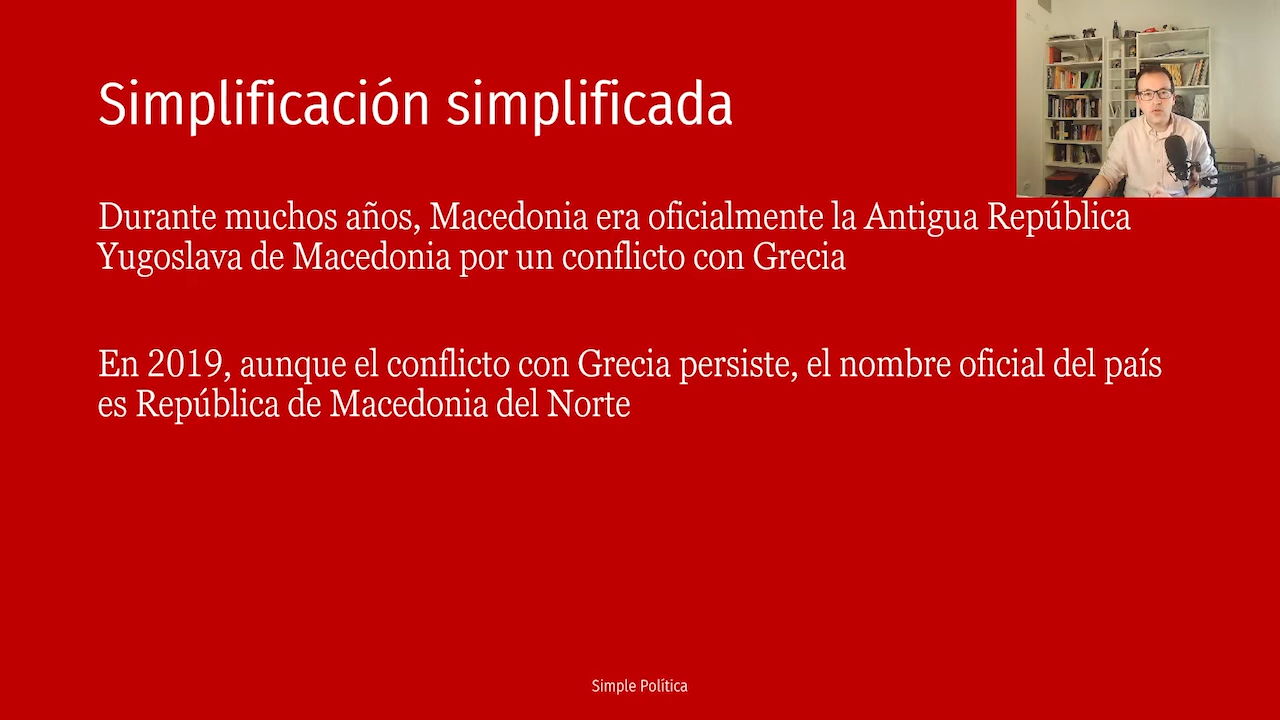 Simplificación simplificada
Durante muchos años, Macedonia era oficialmente la Antigua República
Yugoslava de Macedonia por un conflicto con Grecia
En 2019, aunque el conflicto con Grecia persiste, el nombre oficial del país
es República de Macedonia del Norte
Simple Política